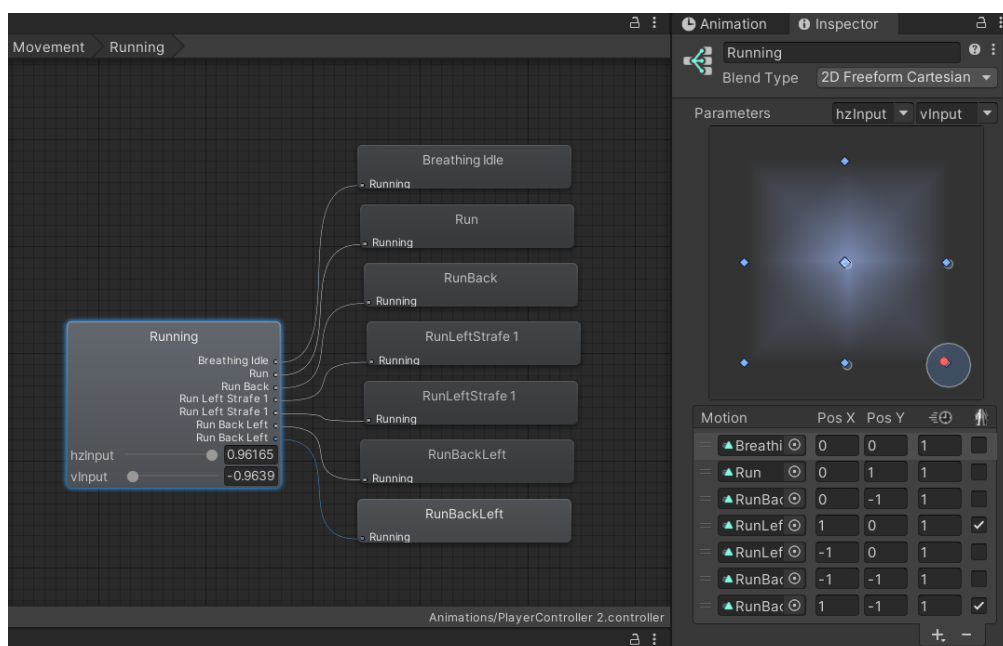 Animation
Inspector
Movement
Running
Running
Blend Type
2D Freeform Cartesian
Parameters
hzInput
vInput
Breathing Idle
Running
Run
Running
RunBack
Running
RunLeftStrafe 1
Running
RunLeftStrafe 1
Running
RunBackLeft
Running
RunBackLeft
Running
Running
Breathing Idle
Run
Run Back
Run Left Strafe 1
Run Left Strafe 1
Run Back Left
Run Back Left
hzInput 0.96165
vInput -0.9639
Animations/PlayerController 2.controller
Motion Pos X Pos Y
Breathi 0 0 1
Run 0 1 1
RunBac 0 -1 1
RunLef 1 0 1
RunLef -1 0 1
RunBac -1 -1 1
RunBac 1 -1 1